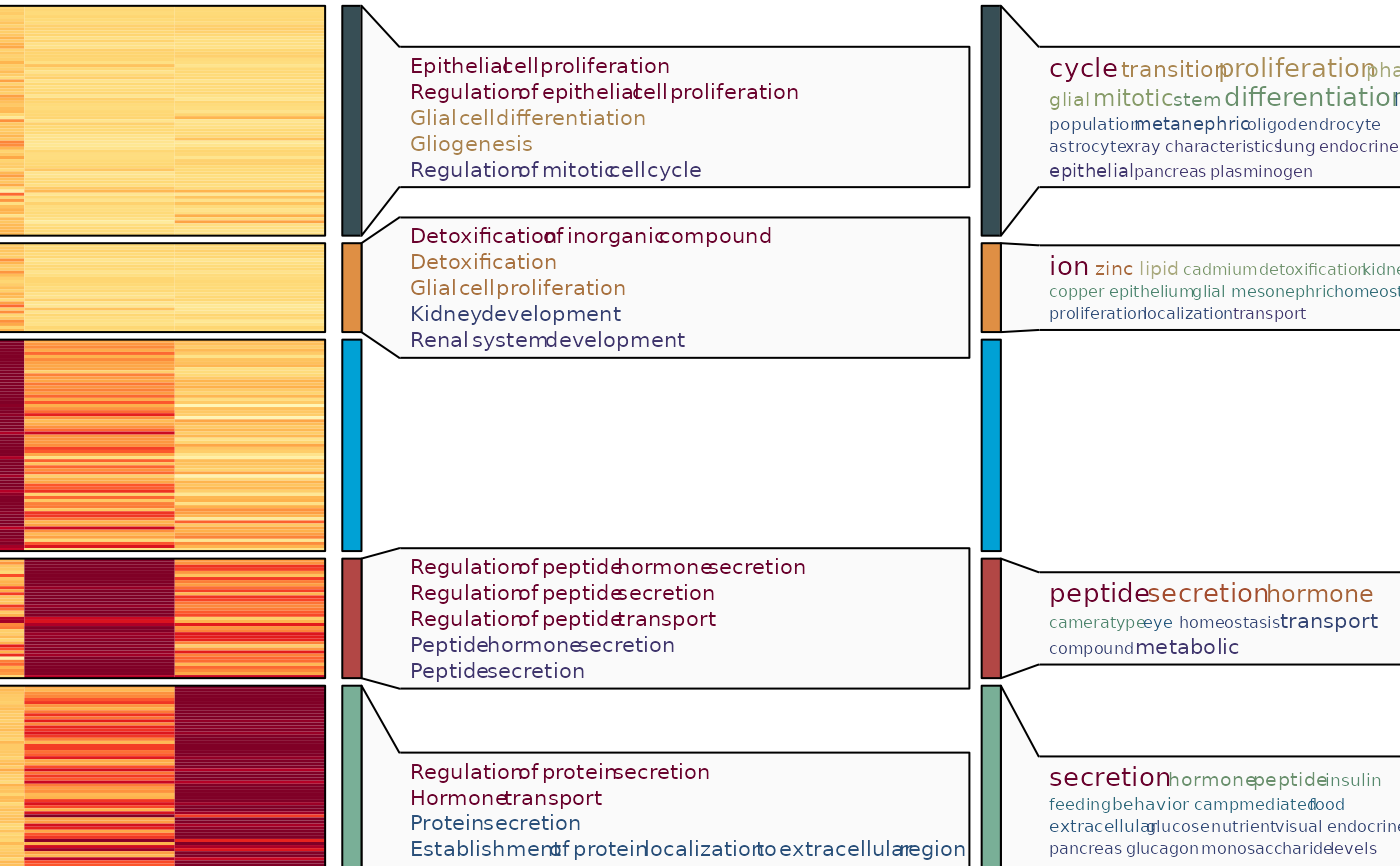 Epithelial cell proliferation
Regulation of epithelial cell proliferation
Glial cell differentiation
Gliogenesis
Regulation of mitotic cell cycle
Detoxification of inorganic compound
Detoxification
Glial cell proliferation
Kidney development
Renal system development
Regulation of peptide hormone secretion
Regulation of peptide secretion
Regulation of peptide transport
Peptide hormone secretion
Peptide secretion
Regulation of protein secretion
Hormone transport
Protein secretion
Establishment of protein localization to extracellular region
cycle transition proliferation pha
glial mitotic stem differentiation
population metanephric oligodendrocyte
astrocyte xray characteristics lung endocrine
epithelial pancreas plasminogen
ion zinc lipid cadmium detoxification kidne
copper epithelium glial mesonephric homeost
proliferation localization transport
peptide secretion hormone
cameratype eye homeostasis transport
compound metabolic
secretion hormone peptide insulin
feeding behavior campmediated food
extracellular glucose nutrient visual endocrine
pancreas glucagon monosaccharide levels